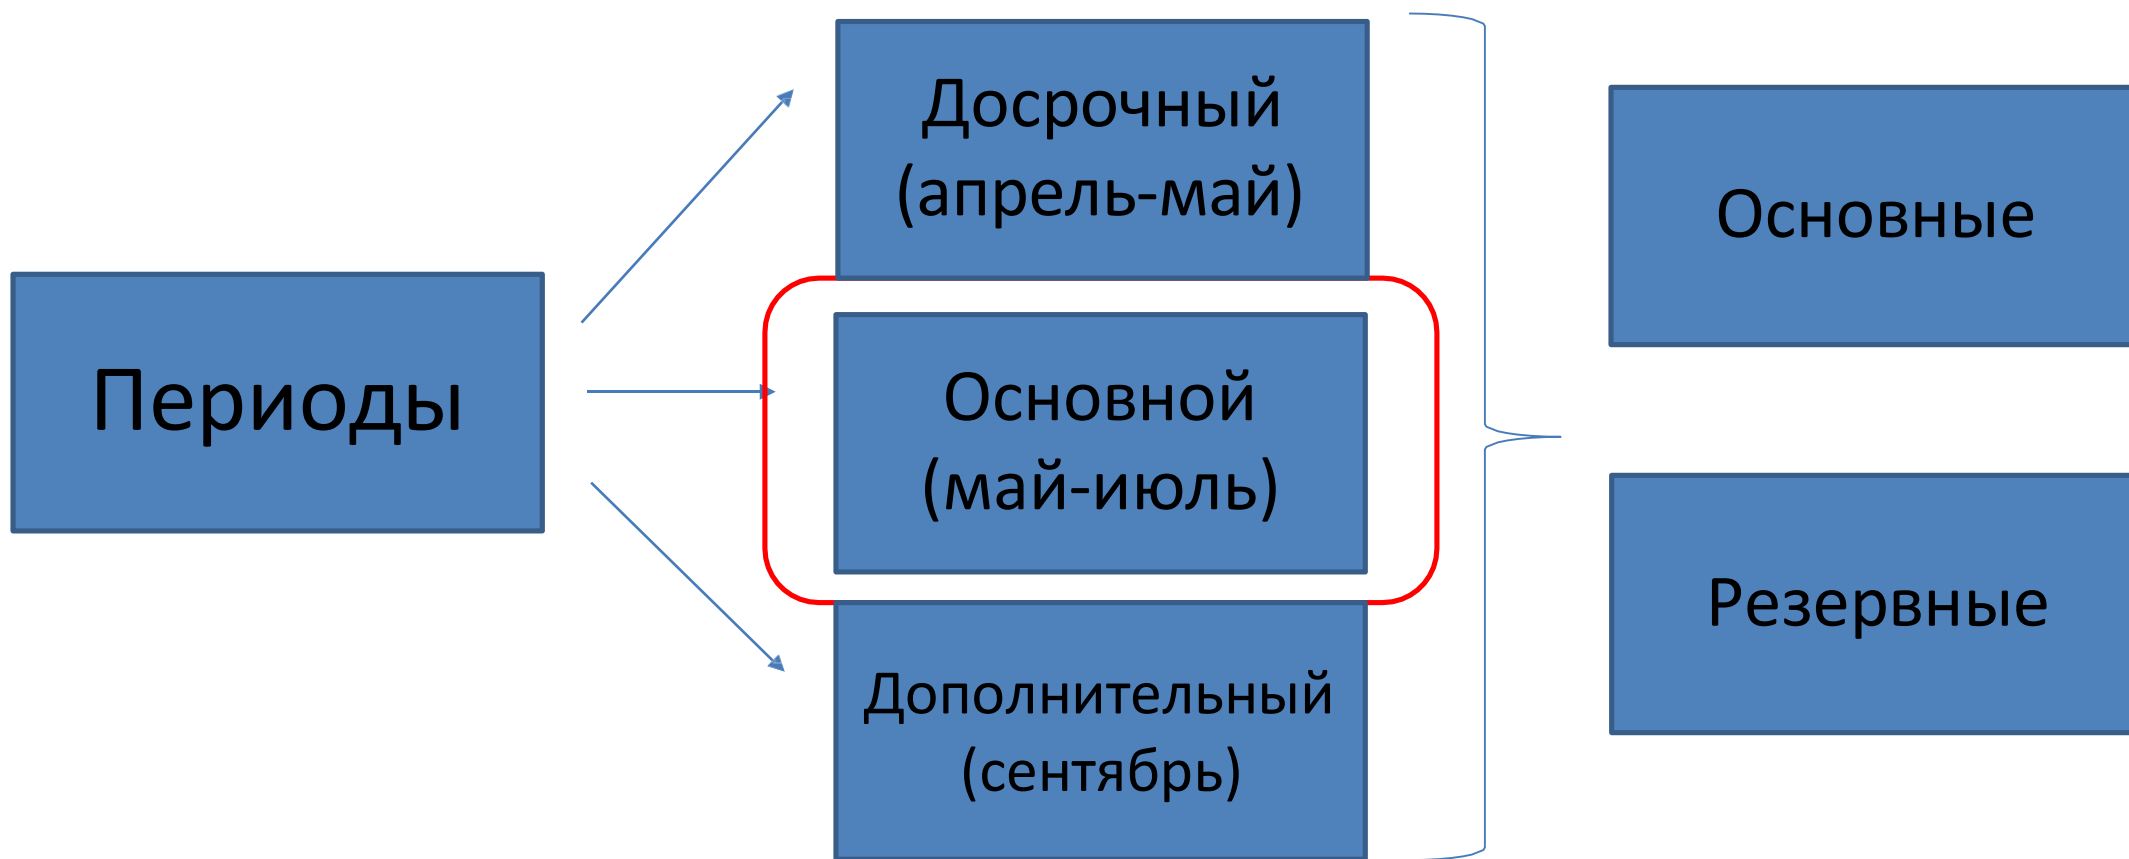 Периоды
Досрочный
(апрель-май)
Основной
(май-июль)
Дополнительный
(сентябрь)
Основные
Резервные